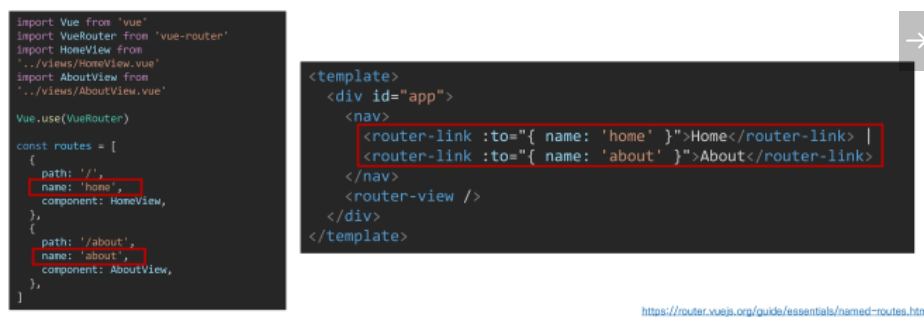 import Vue from 'vue'
import VueRouter from 'vue-router'
import HomeView from
'../views/HomeView.vue'
import AboutView from
'../views/AboutView.vue'
Vue.use(VueRouter)
const routes = [
{
path: '/',
name: 'home',
component: HomeView,
},
{
path: '/about',
name: 'about',
component: AboutView,
},
]
<template>
<div id="app">
<nav>
<router-link :to="{ name: 'home' }">Home</router-link> |
<router-link :to="{ name: 'about' }">About</router-link>
</nav>
<router-view />
</div>
</template>
https://router.vuejs.org/guide/essentials/named-routes.htm